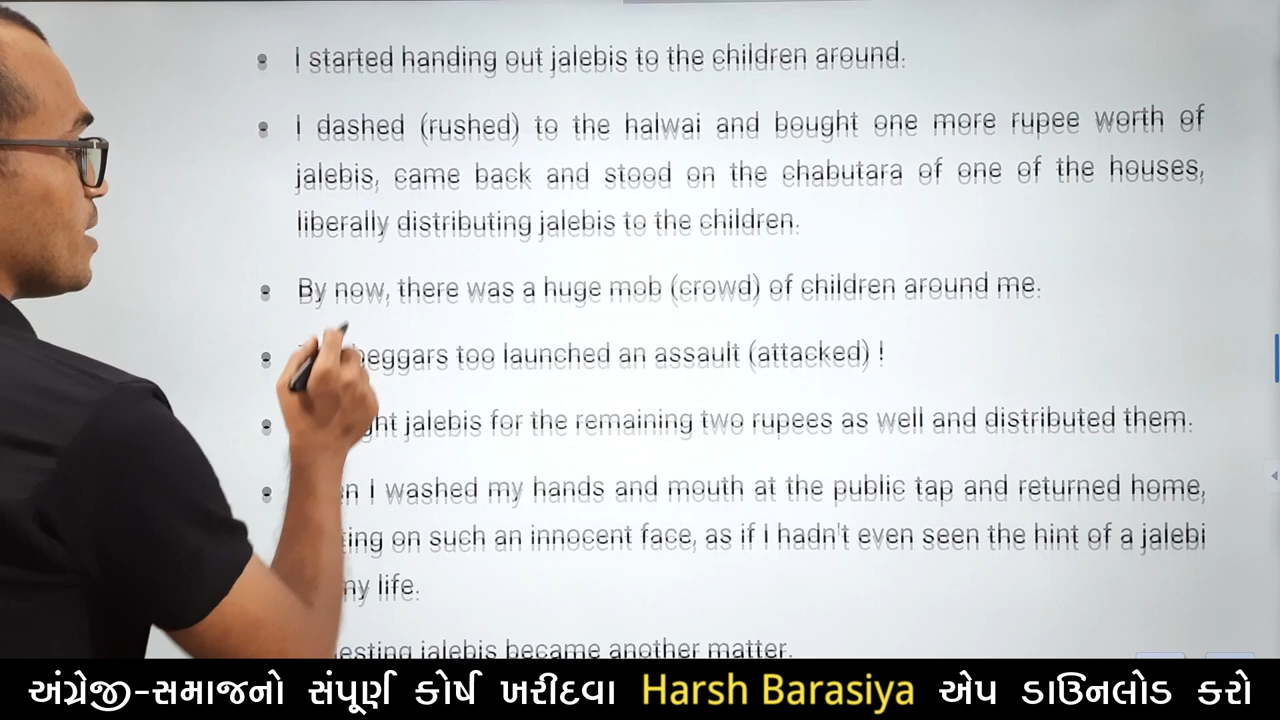 • I started handing out jalebis to the children around.
• I dashed (rushed) to the halwai and bought one more rupee worth of
jalebis, came back and stood on the chabutara of one of the houses,
liberally distributing jalebis to the children.
• By now, there was a huge mob (crowd) of children around me.
• beggars too launched an assault (attacked) !
• jalebis for the remaining two rupees as well and distributed them.
• I washed my hands and mouth at the public tap and returned home,
on such an innocent face, as if I hadn't even seen the hint of a jalebi
my life.
jalebis became another matter.
અંગ્રેજી-સમાજનો સંપૂર્ણ કોર્ષ ખરીદવા Harsh Barasiya એપ ડાઉનલોડ કરો